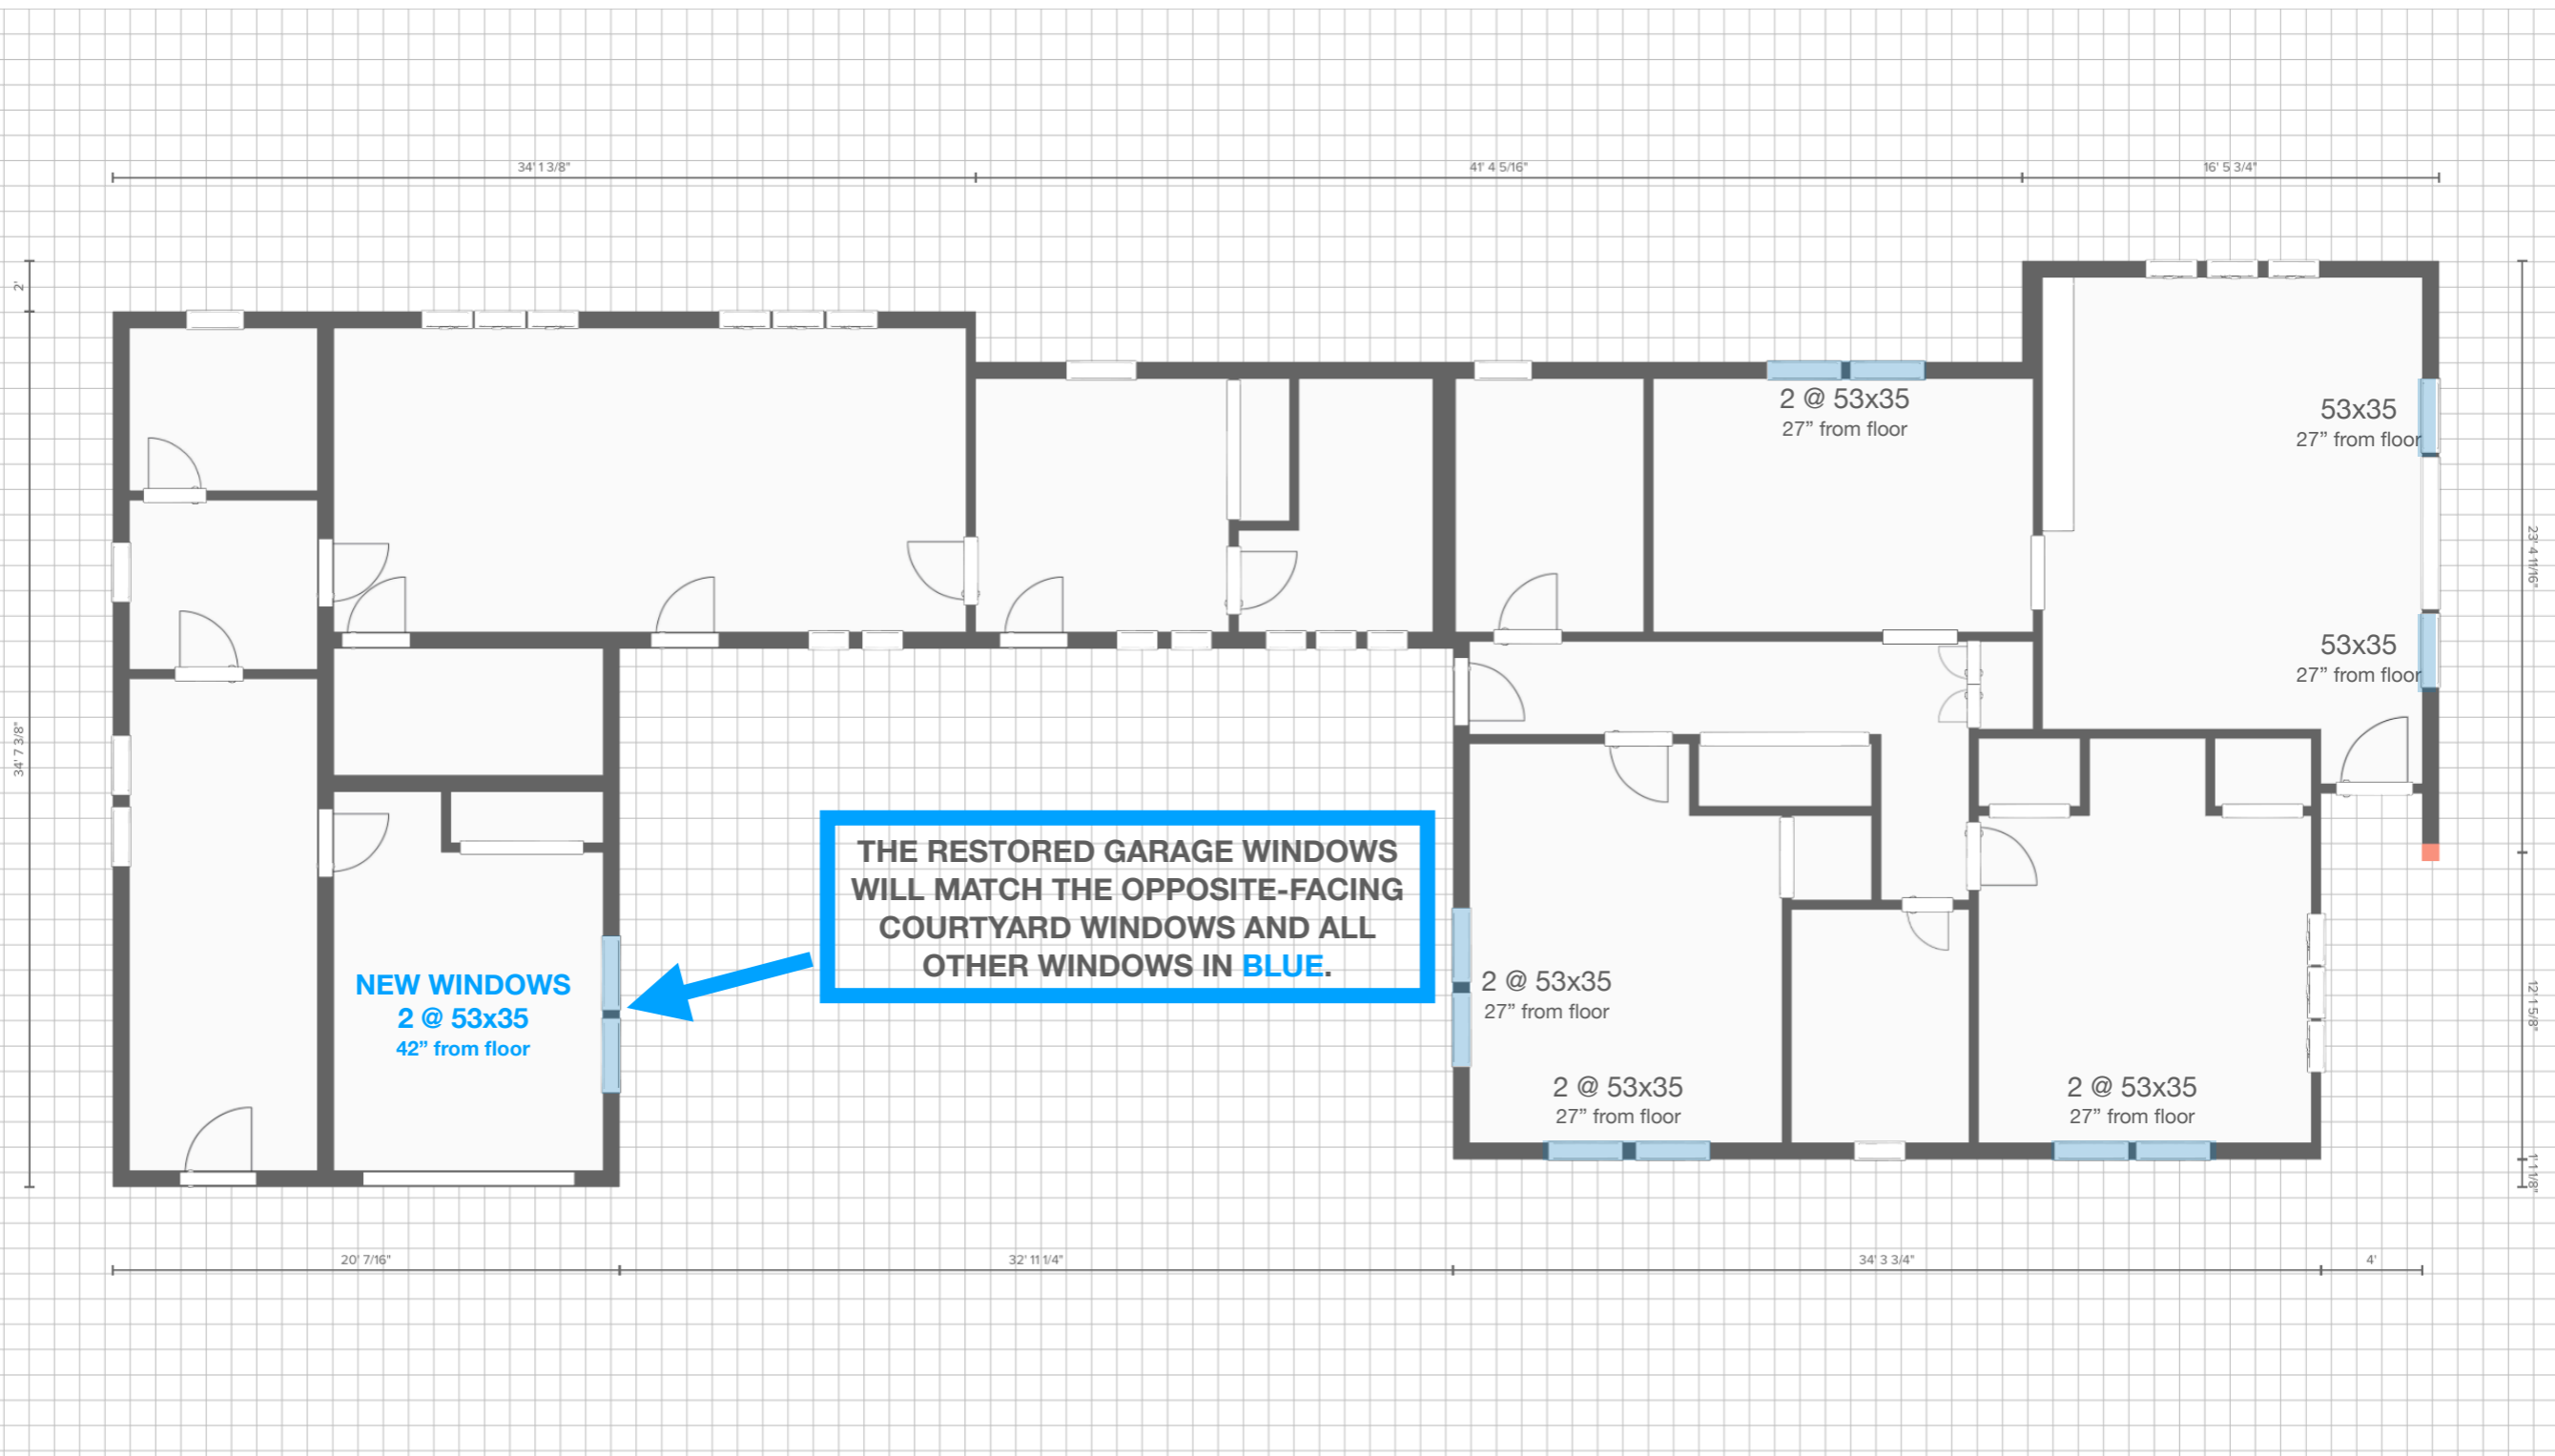 34' 1 3/8"
41' 4 5/16"
16' 5 3/4"
2'
2 @ 53x35
27” from floor
53x35
27” from floor
23' 4 11/16"
53x35
27” from floor
34' 7 3/8"
THE RESTORED GARAGE WINDOWS
WILL MATCH THE OPPOSITE-FACING
COURTYARD WINDOWS AND ALL
OTHER WINDOWS IN BLUE.
NEW WINDOWS
2 @ 53x35
42” from floor
2 @ 53x35
27” from floor
12' 1 5/8"
2 @ 53x35
27” from floor
2 @ 53x35
27” from floor
1' 1 1/8"
20' 7/16"
32' 11 1/4"
34' 3 3/4"
4'